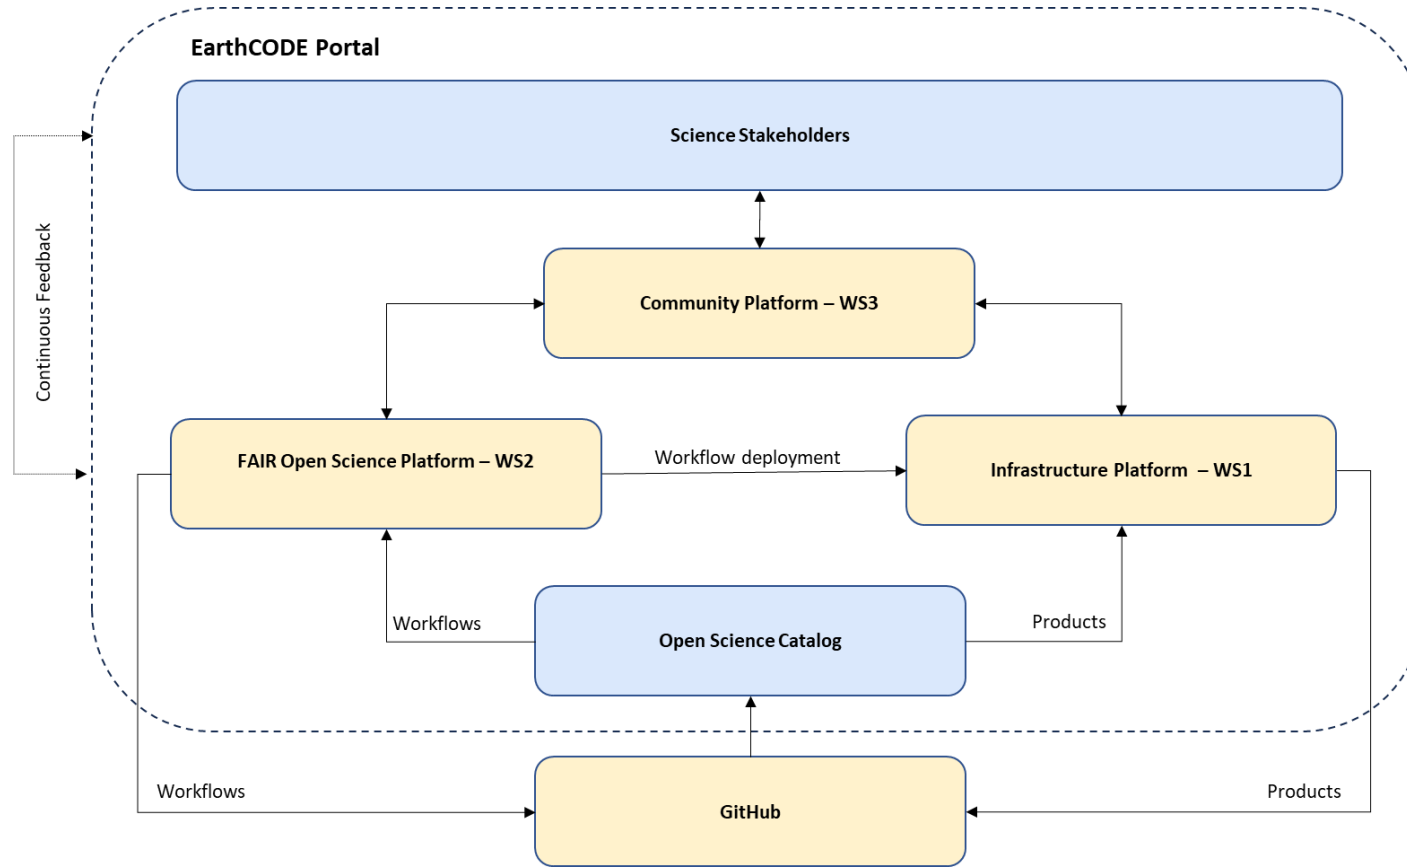 EarthCODE Portal
Science Stakeholders
Continuous Feedback
Community Platform – WS3
FAIR Open Science Platform – WS2
Workflow deployment
Infrastructure Platform – WS1
Workflows
Open Science Catalog
Products
Workflows
GitHub
Products